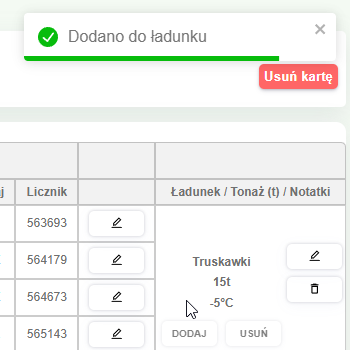 Dodano do ładunku
Usuń kartę
Licznik
Ładunek / Tonaż (t) / Notatki
563693
564179
564673
565143
Truskawki
15t
-5°C
DODAJ
USUŃ